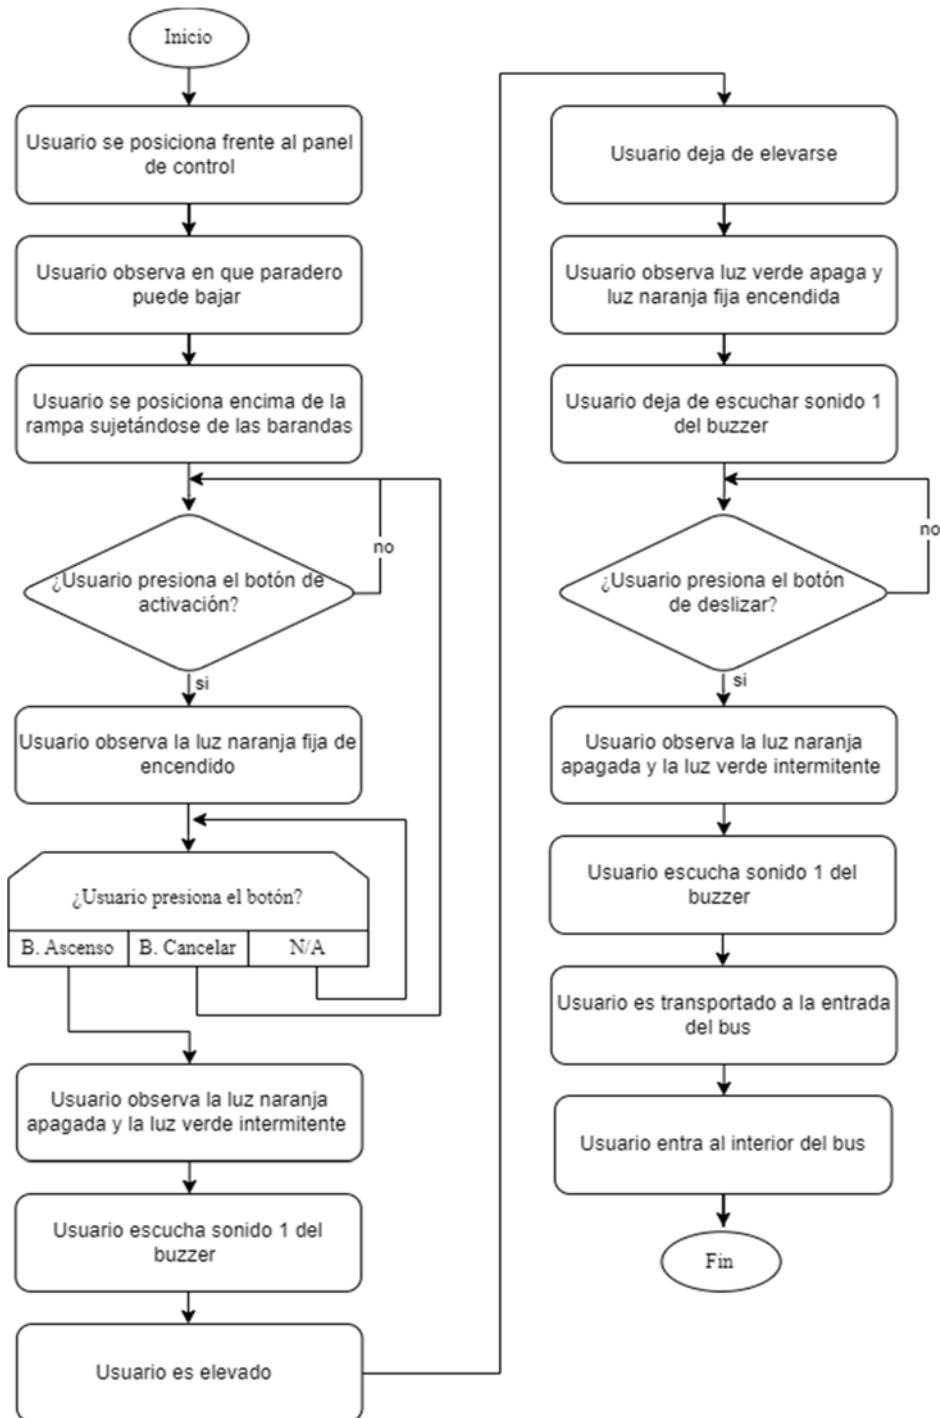 Inicio
Usuario se posiciona frente al panel
de control
Usuario observa en que paradero
puede bajar
Usuario se posiciona encima de la
rampa sujetándose de las barandas
¿Usuario presiona el botón de
activación?
no
si
Usuario observa la luz naranja fija de
encendido
¿Usuario presiona el botón?
B. Ascenso
B. Cancelar
N/A
Usuario observa la luz naranja
apagada y la luz verde intermitente
Usuario escucha sonido 1 del
buzzer
Usuario es elevado
Usuario deja de elevarse
Usuario observa luz verde apaga y
luz naranja fija encendida
Usuario deja de escuchar sonido 1
del buzzer
¿Usuario presiona el botón
de deslizar?
no
si
Usuario observa la luz naranja
apagada y la luz verde intermitente
Usuario escucha sonido 1 del
buzzer
Usuario es transportado a la entrada
del bus
Usuario entra al interior del bus
Fin